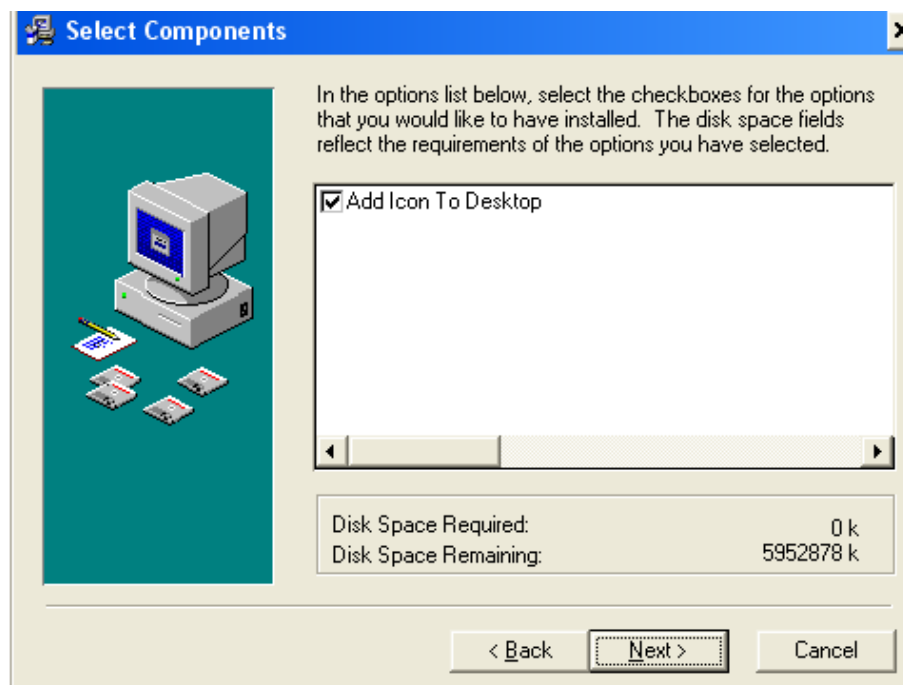 Select Components
In the options list below, select the checkboxes for the options
that you would like to have installed.  The disk space fields
reflect the requirements of the options you have selected.
Add Icon To Desktop
Disk Space Required: 0 k
Disk Space Remaining: 5952878 k
< Back Next > Cancel